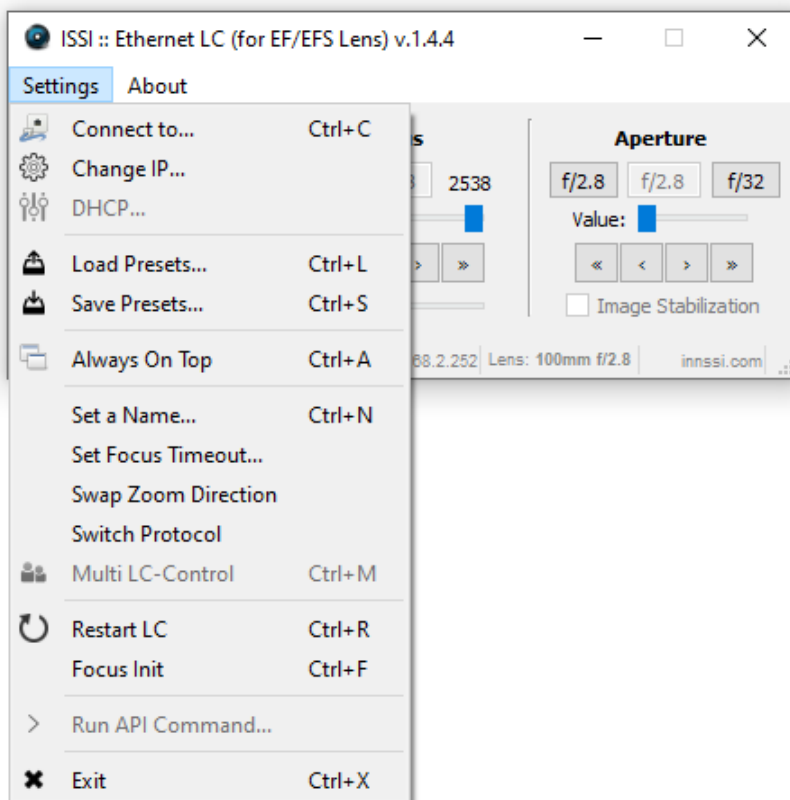 ISSI :: Ethernet LC (for EF/EFS Lens) v.1.4.4
Settings About
Connect to... Ctrl+C
Change IP...
DHCP...
Load Presets... Ctrl+L
Save Presets... Ctrl+S
Always On Top Ctrl+A
Set a Name... Ctrl+N
Set Focus Timeout...
Swap Zoom Direction
Switch Protocol
Multi LC-Control Ctrl+M
Restart LC Ctrl+R
Focus Init Ctrl+F
Run API Command...
Exit Ctrl+X
s
2538
Aperture
f/2.8 f/2.8 f/32
Value:
« ‹ › »
› »
Image Stabilization
68.2.252 Lens: 100mm f/2.8 innssi.com